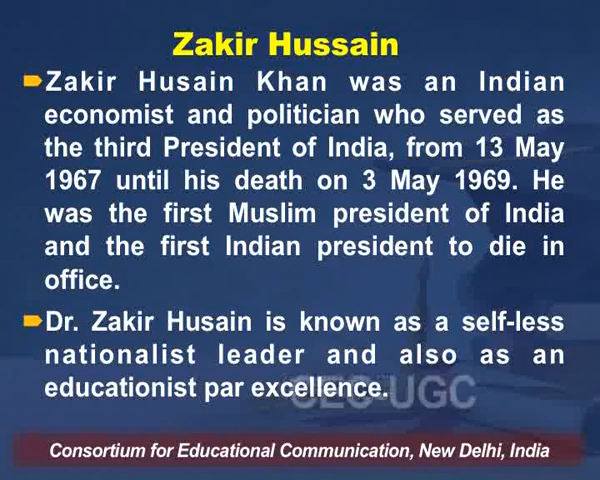 Zakir Hussain
Zakir Husain Khan was an Indian
economist and politician who served as
the third President of India, from 13 May
1967 until his death on 3 May 1969. He
was the first Muslim president of India
and the first Indian president to die in
office.
Dr. Zakir Husain is known as a self-less
nationalist leader and also as an
educationist par excellence.
CEC-UGC
Consortium for Educational Communication, New Delhi, India